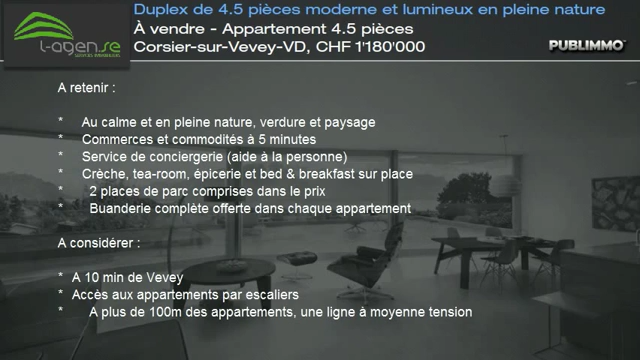 Duplex de 4.5 pièces moderne et lumineux en pleine nature
À vendre - Appartement 4.5 pièces
Corsier-sur-Vevey-VD, CHF 1'180'000
l-agen.se
PUBLIMMO
A retenir :
* Au calme et en pleine nature, verdure et paysage
* Commerces et commodités à 5 minutes
* Service de conciergerie (aide à la personne)
* Crèche, tea-room, épicerie et bed & breakfast sur place
* 2 places de parc comprises dans le prix
* Buanderie complète offerte dans chaque appartement
A considérer :
* A 10 min de Vevey
* Accès aux appartements par escaliers
* A plus de 100m des appartements, une ligne à moyenne tension